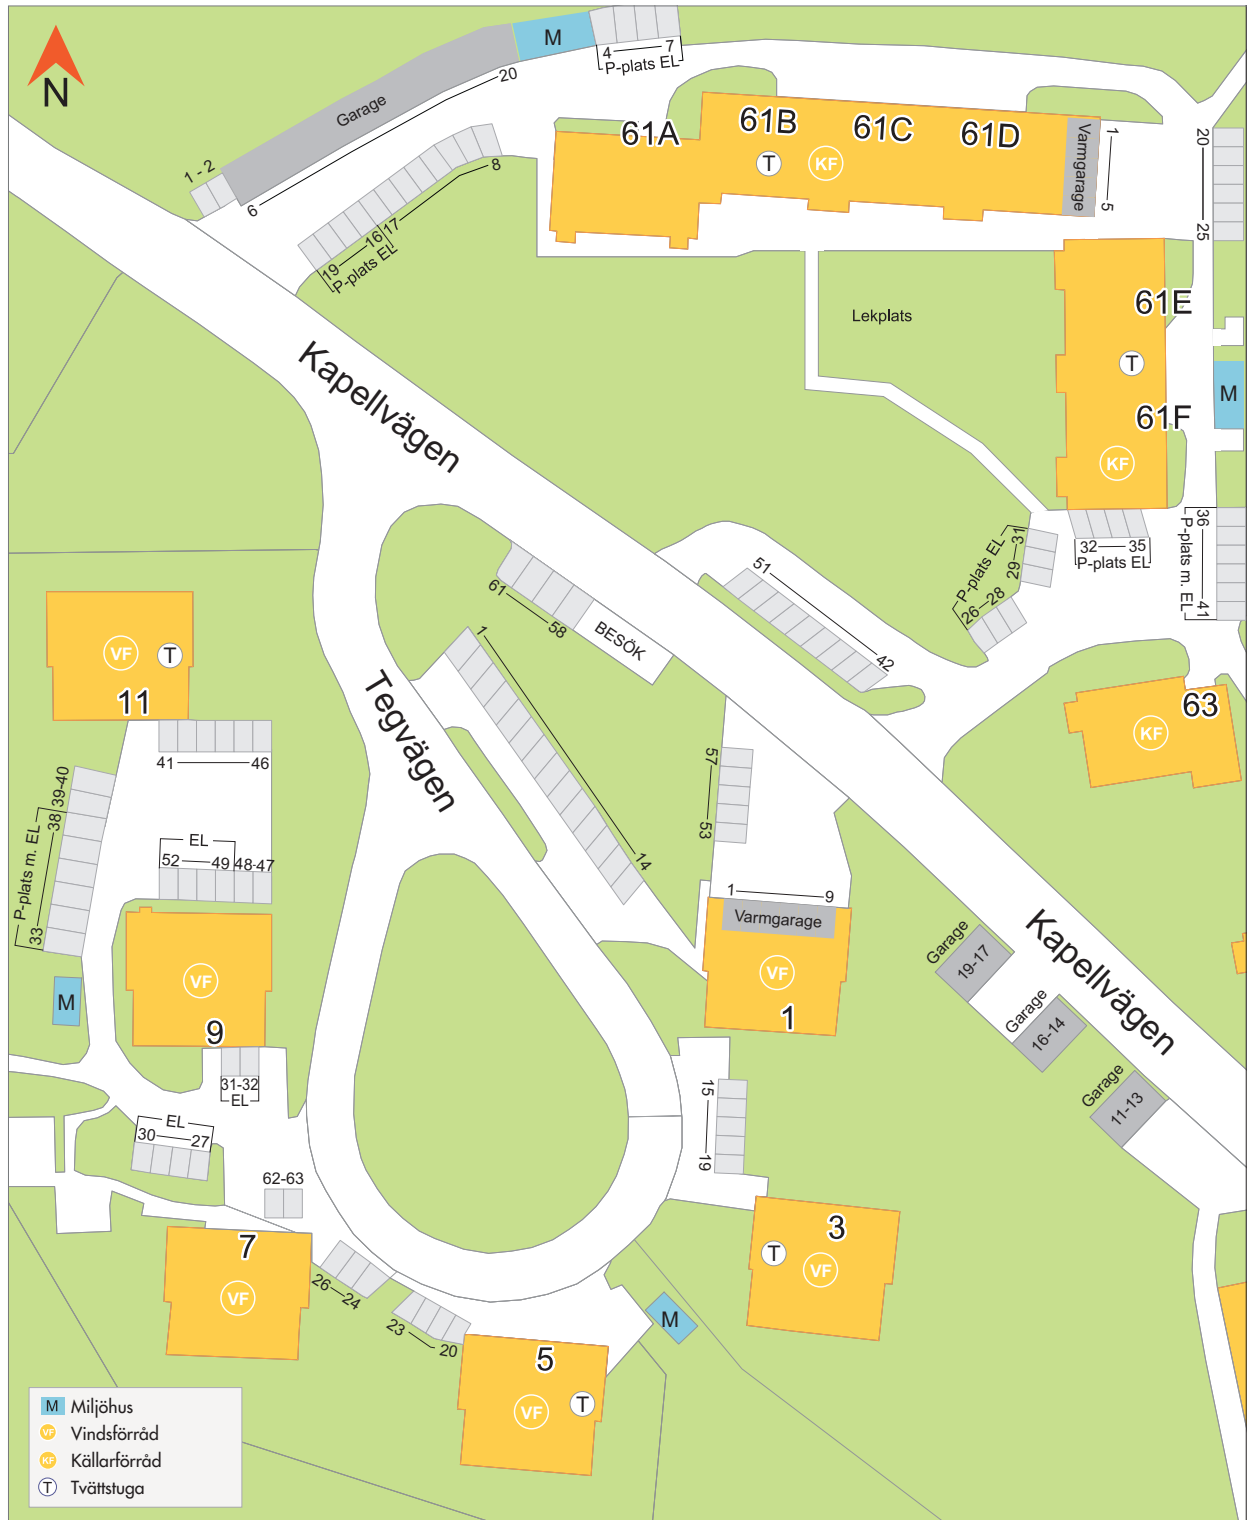 N
M
4 7
P-plats EL
Garage
20
1 - 2
6
8
17
16
19
P-plats EL
61A
61B
61C
61D
T
KF
Varmgarage
1
5
20
25
61E
T
61F
KF
M
Lekplats
Kapellvägen
36
41
P-plats m. EL
32 35
P-plats EL
31
29
P-plats EL
26 28
51
42
61
58
BESÖK
63
KF
VF
T
11
41 46
39-40
38
33
P-plats m. EL
EL
52 49 48-47
Tegvägen
1
14
57
53
1 9
Varmgarage
VF
1
Kapellvägen
Garage
19-17
Garage
16-14
Garage
11-13
M
VF
9
31-32
EL
EL
30 27
62-63
15
19
3
T
VF
7
VF
26 24
23 20
M
5
VF
T
M Miljöhus
VF Vindsförråd
KF Källarförråd
T Tvättstuga